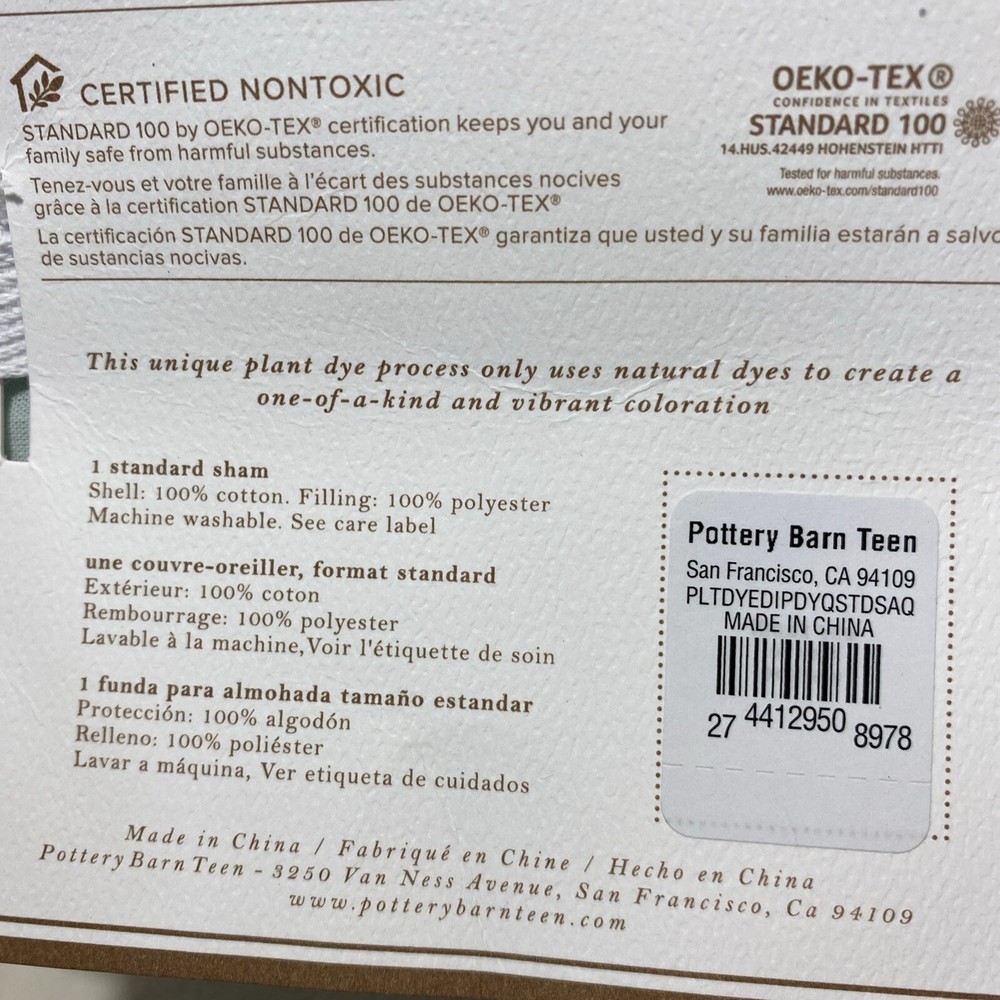 CERTIFIED NONTOXIC
STANDARD 100 by OEKO-TEX® certification keeps you and your
family safe from harmful substances.
Tenez-vous et votre famille à l'écart des substances nocives
grâce à la certification STANDARD 100 de OEKO-TEX®
La certificación STANDARD 100 de OEKO-TEX® garantiza que usted y su familia estarán a salvo
de sustancias nocivas.
OEKO-TEX®
CONFIDENCE IN TEXTILES
STANDARD 100
14.HUS.42449 HOHENSTEIN HTTI
Tested for harmful substances.
www.oeko-tex.com/standard100
This unique plant dye process only uses natural dyes to create a
one-of-a-kind and vibrant coloration
1 standard sham
Shell: 100% cotton. Filling: 100% polyester
Machine washable. See care label
une couvre-oreiller, format standard
Extérieur: 100% coton
Rembourrage: 100% polyester
Lavable à la machine,Voir l'étiquette de soin
1 funda para almohada tamaño estandar
Protección: 100% algodón
Relleno: 100% poliéster
Lavar a máquina, Ver etiqueta de cuidados
Pottery Barn Teen
San Francisco, CA 94109
PLTDYEDIPDYQSTDSAQ
MADE IN CHINA
27 4412950 8978
Made in China / Fabriqué en Chine / Hecho en China
Pottery Barn Teen - 3250 Van Ness Avenue, San Francisco, Ca 94109
www.potterybarnteen.com